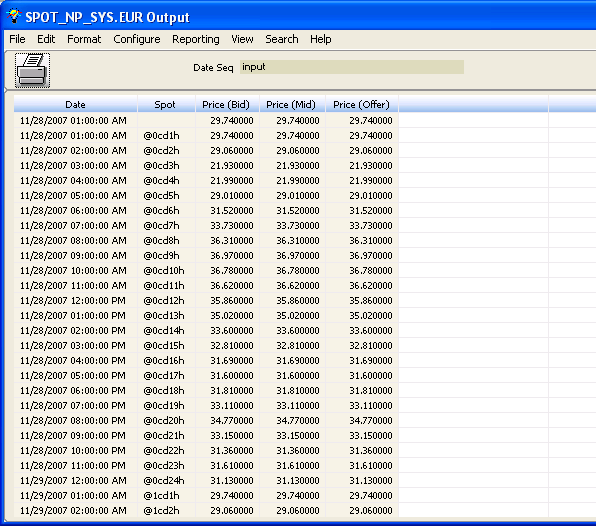 SPOT_NP_SYS.EUR Output
File Edit Format Configure Reporting View Search Help
Date Seq input
Date Spot Price (Bid) Price (Mid) Price (Offer)
11/28/2007 01:00:00 AM 29.740000 29.740000 29.740000
11/28/2007 01:00:00 AM @0cd1h 29.740000 29.740000 29.740000
11/28/2007 02:00:00 AM @0cd2h 29.060000 29.060000 29.060000
11/28/2007 03:00:00 AM @0cd3h 21.930000 21.930000 21.930000
11/28/2007 04:00:00 AM @0cd4h 21.990000 21.990000 21.990000
11/28/2007 05:00:00 AM @0cd5h 29.010000 29.010000 29.010000
11/28/2007 06:00:00 AM @0cd6h 31.520000 31.520000 31.520000
11/28/2007 07:00:00 AM @0cd7h 33.730000 33.730000 33.730000
11/28/2007 08:00:00 AM @0cd8h 36.310000 36.310000 36.310000
11/28/2007 09:00:00 AM @0cd9h 36.970000 36.970000 36.970000
11/28/2007 10:00:00 AM @0cd10h 36.780000 36.780000 36.780000
11/28/2007 11:00:00 AM @0cd11h 36.620000 36.620000 36.620000
11/28/2007 12:00:00 PM @0cd12h 35.860000 35.860000 35.860000
11/28/2007 01:00:00 PM @0cd13h 35.020000 35.020000 35.020000
11/28/2007 02:00:00 PM @0cd14h 33.600000 33.600000 33.600000
11/28/2007 03:00:00 PM @0cd15h 32.810000 32.810000 32.810000
11/28/2007 04:00:00 PM @0cd16h 31.690000 31.690000 31.690000
11/28/2007 05:00:00 PM @0cd17h 31.600000 31.600000 31.600000
11/28/2007 06:00:00 PM @0cd18h 31.810000 31.810000 31.810000
11/28/2007 07:00:00 PM @0cd19h 33.110000 33.110000 33.110000
11/28/2007 08:00:00 PM @0cd20h 34.770000 34.770000 34.770000
11/28/2007 09:00:00 PM @0cd21h 33.150000 33.150000 33.150000
11/28/2007 10:00:00 PM @0cd22h 31.360000 31.360000 31.360000
11/28/2007 11:00:00 PM @0cd23h 31.610000 31.610000 31.610000
11/29/2007 12:00:00 AM @0cd24h 31.130000 31.130000 31.130000
11/29/2007 01:00:00 AM @1cd1h 29.740000 29.740000 29.740000
11/29/2007 02:00:00 AM @1cd2h 29.060000 29.060000 29.060000